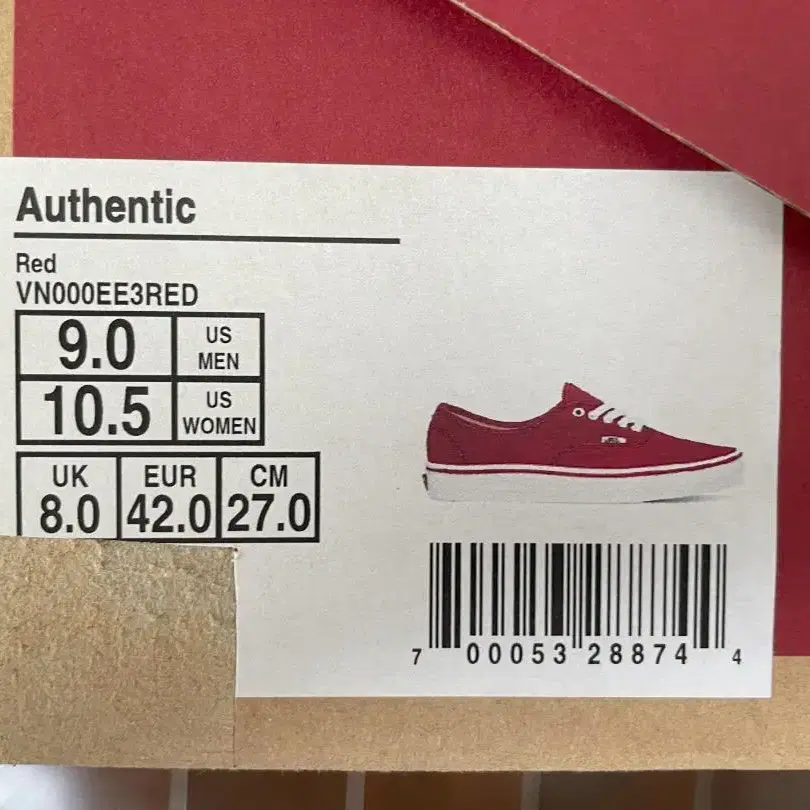 Authentic
Red
VN000EE3RED
9.0 US MEN
10.5 US WOMEN
UK EUR CM
8.0 42.0 27.0
7 00053 28874 4